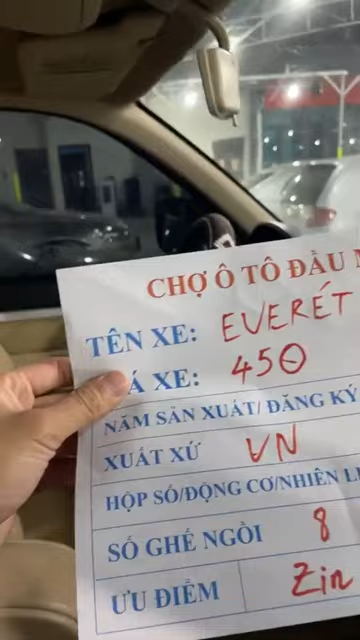 CHỢ Ô TÔ ĐẦU
TÊN XE: EVERÉT
Á XE: 450
NĂM SẢN XUẤT/ ĐĂNG KÝ
XUẤT XỨ VN
HỘP SỐ/ĐỘNG CƠ/NHIÊN
SỐ GHẾ NGỒI 8
ƯU ĐIỂM Zin